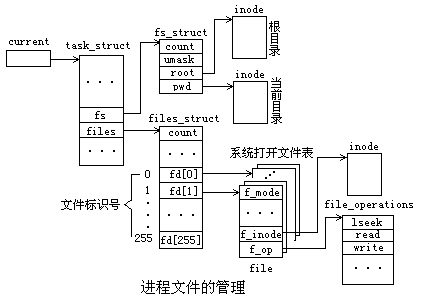 current
task_struct
. . .
fs
files
. . .
fs_struct
count
umask
root
pwd
inode
根目录
inode
当前目录
files_struct
count
. . .
fd[0]
fd[1]
. . .
fd[255]
文件标识号
0
1
.
.
.
255
系统打开文件表
f_mode
. . .
f_inode
f_op
file
inode
file_operations
lseek
read
write
. . .
进程文件的管理